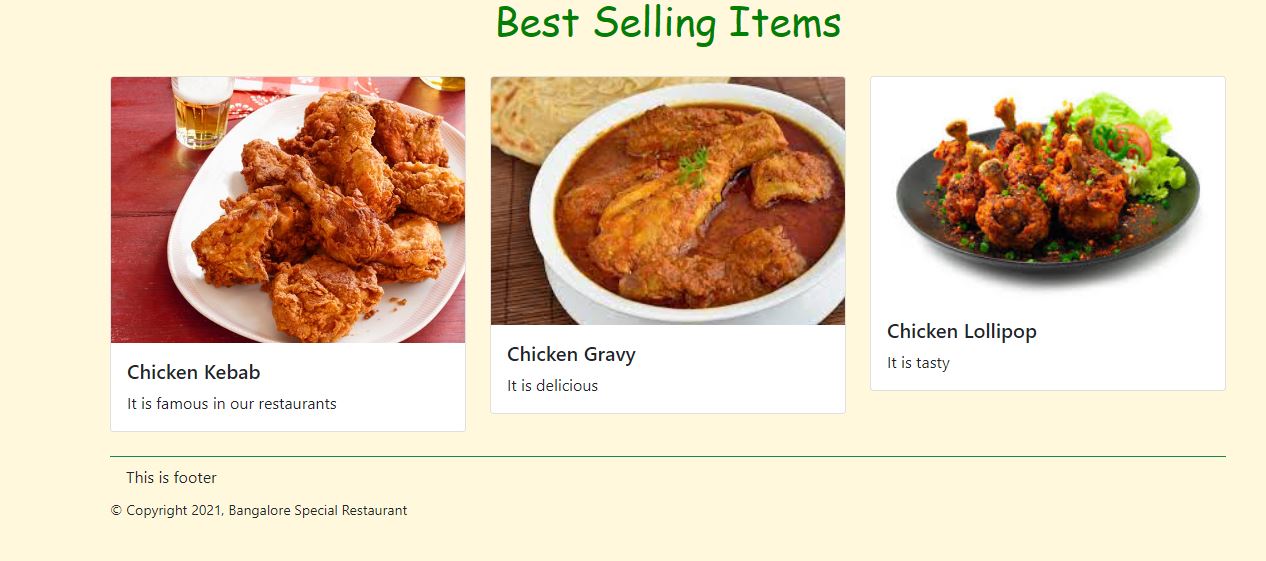 Best Selling Items
Chicken Kebab
It is famous in our restaurants
Chicken Gravy
It is delicious
Chicken Lollipop
It is tasty
This is footer
© Copyright 2021, Bangalore Special Restaurant